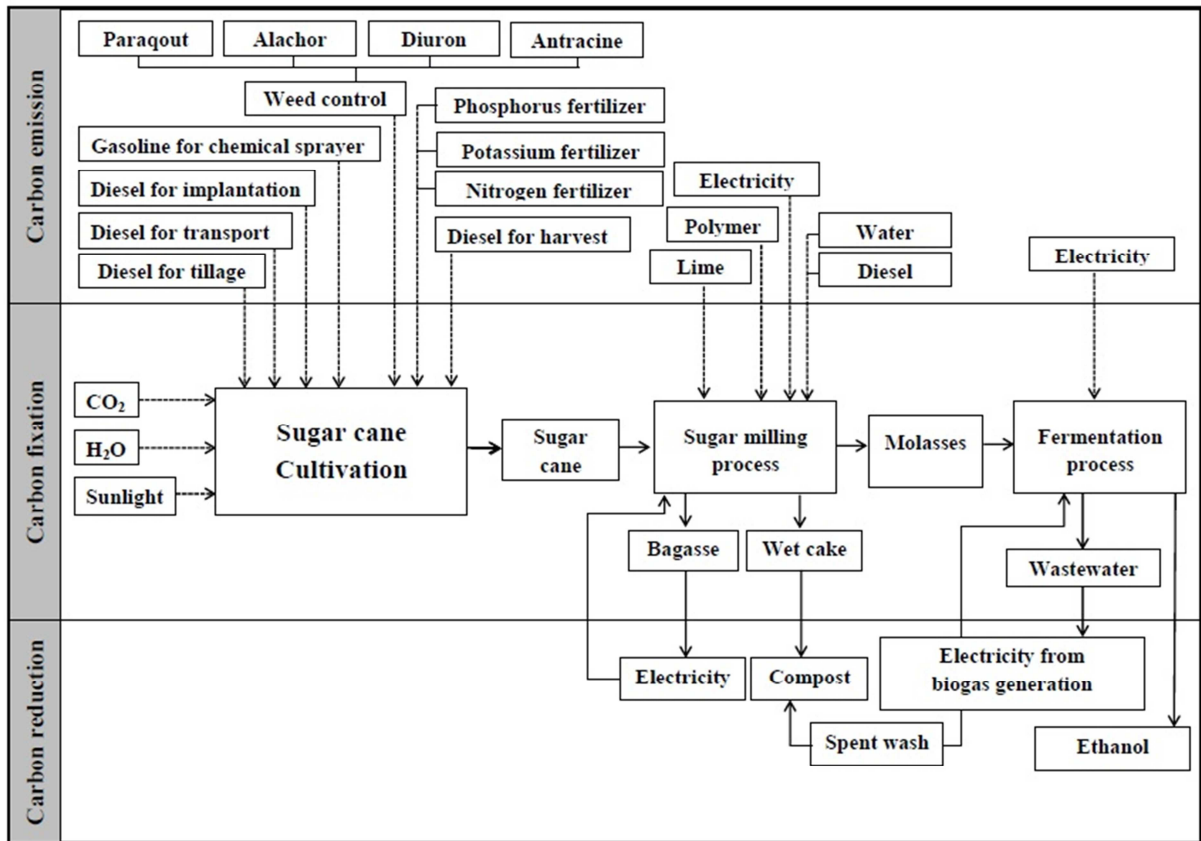 Carbon emission
Paraqout
Alachor
Diuron
Antracine
Weed control
Phosphorus fertilizer
Gasoline for chemical sprayer
Potassium fertilizer
Diesel for implantation
Nitrogen fertilizer
Electricity
Diesel for transport
Diesel for harvest
Polymer
Water
Diesel for tillage
Lime
Diesel
Electricity
Carbon fixation
CO₂
H₂O
Sunlight
Sugar cane
Cultivation
Sugar
cane
Sugar milling
process
Molasses
Fermentation
process
Bagasse
Wet cake
Wastewater
Carbon reduction
Electricity
Compost
Electricity from
biogas generation
Spent wash
Ethanol